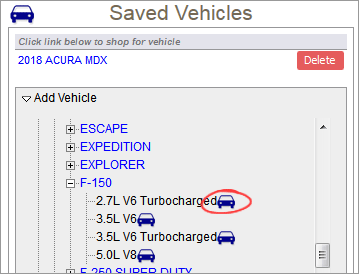 Saved Vehicles
Click link below to shop for vehicle
2018 ACURA MDX
Delete
Add Vehicle
ESCAPE
EXPEDITION
EXPLORER
F-150
2.7L V6 Turbocharged
3.5L V6
3.5L V6 Turbocharged
5.0L V8
F-250 SUPER DUTY